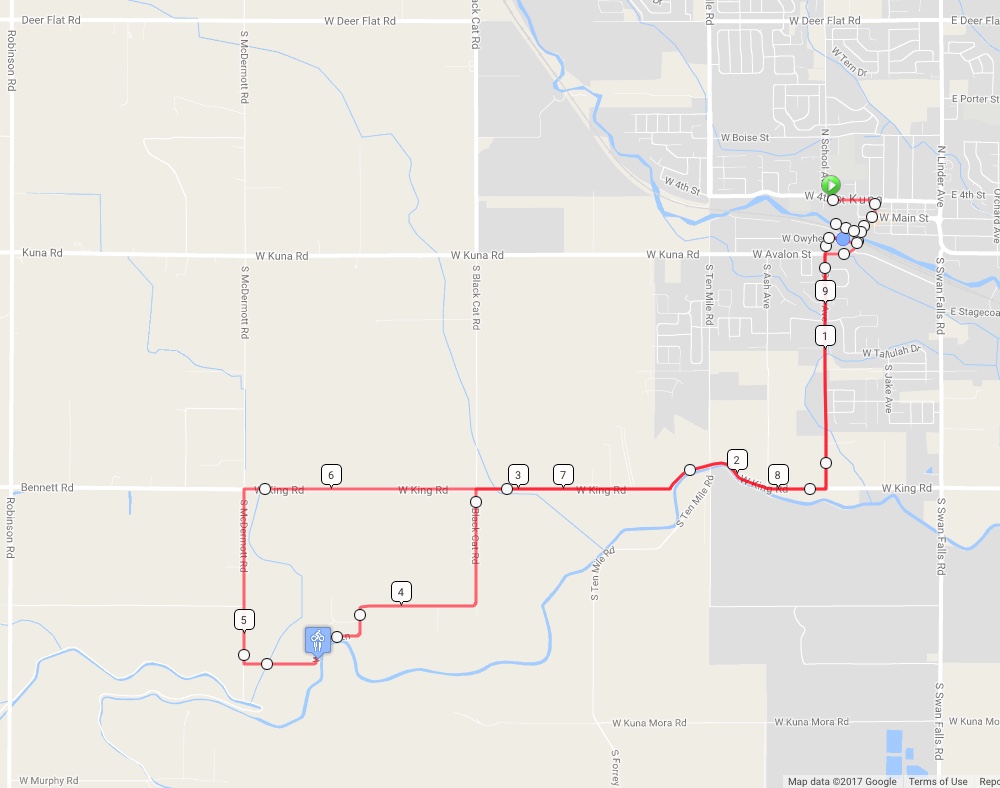 Deer Flat Rd
W Deer Flat Rd
W Deer Flat Rd
E Deer Flat
Robinson Rd
S McDermott Rd
ack Cat Rd
ile Rd
W Tern Dr
E Porter St
W Boise St
N School A
N Linder Ave
W 4th St
W 4th St
Kuna
E 4th St
Orchard Ave
W Main St
W Owyhe
Kuna Rd
W Kuna Rd
W Kuna Rd
W Kuna Rd
W Avalon St
S McDermott Rd
S Black Cat Rd
S Ten Mile Rd
S Ash Ave
S Swan Falls Rd
9
E Stagecoa
1
W Tallulah Dr
S Jake Ave
2
6
3
7
8
Bennett Rd
W King Rd
W King Rd
W King Rd
W King Rd
W King Rd
Robinson Rd
S McDermott Rd
Black Cat Rd
S Ten Mile Rd
S Ten Mile Rd
S Swan Falls Rd
4
5
W Kuna Mora Rd
W Kuna Mora Rd
W Kuna Mo
S Swan Falls Rd
S Forrey
W Murphy Rd
Map data ©2017 Google
Terms of Use
Repo